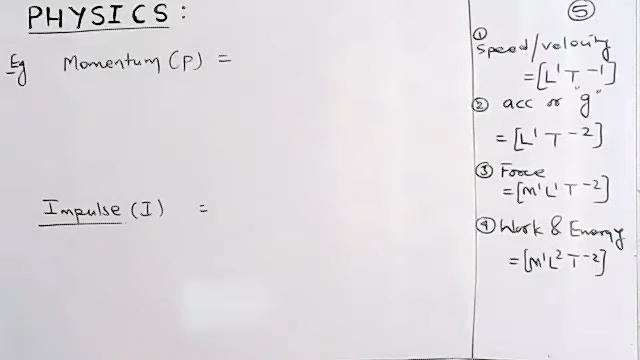 PHYSICS :
Eg Momentum (P) =
Impulse (I) =
⑤
① Speed/velocity
= [L¹ T⁻¹]
② acc or "g"
= [L¹ T⁻²]
③ Force
= [M¹ L¹ T⁻²]
④ Work & Energy
= [M¹ L² T⁻²]